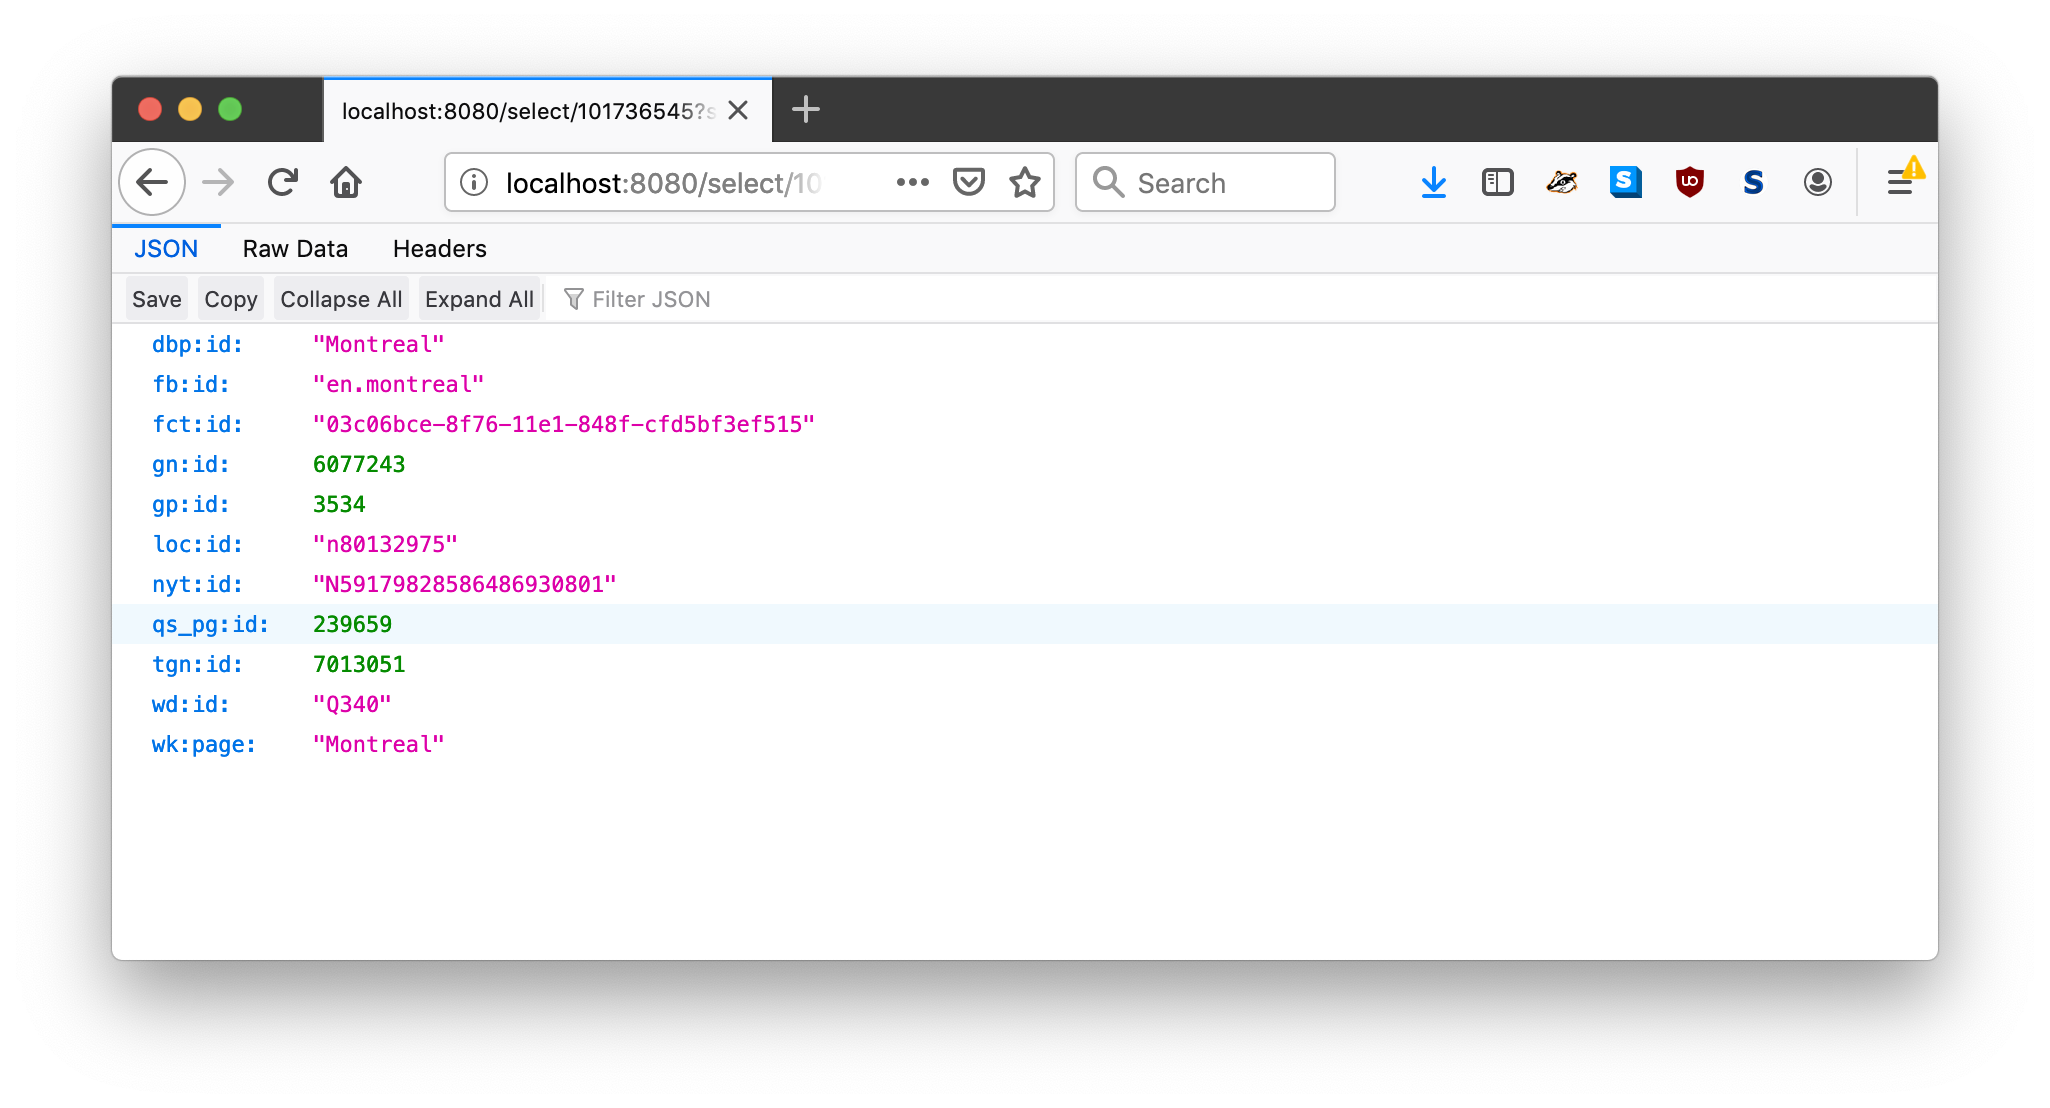 localhost:8080/select/101736545?s
localhost:8080/select/10
Search
JSON Raw Data Headers
Save Copy Collapse All Expand All Filter JSON
dbp:id: "Montreal"
fb:id: "en.montreal"
fct:id: "03c06bce-8f76-11e1-848f-cfd5bf3ef515"
gn:id: 6077243
gp:id: 3534
loc:id: "n80132975"
nyt:id: "N59179828586486930801"
qs_pg:id: 239659
tgn:id: 7013051
wd:id: "Q340"
wk:page: "Montreal"